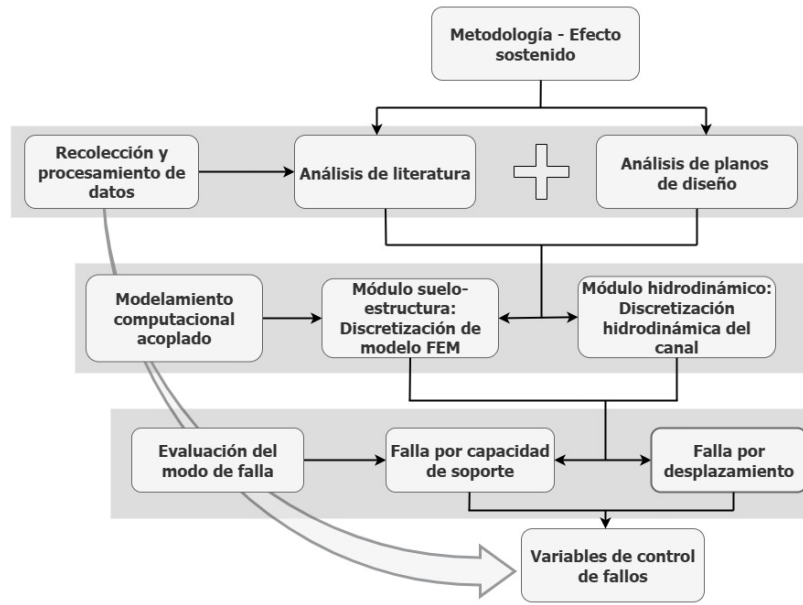 Metodología - Efecto
sostenido
Recolección y
procesamiento de
datos
Análisis de literatura
Análisis de planos
de diseño
Modelamiento
computacional
acoplado
Módulo suelo-
estructura:
Discretización de
modelo FEM
Módulo hidrodinámico:
Discretización
hidrodinámica del
canal
Evaluación del
modo de falla
Falla por capacidad
de soporte
Falla por
desplazamiento
Variables de control
de fallos